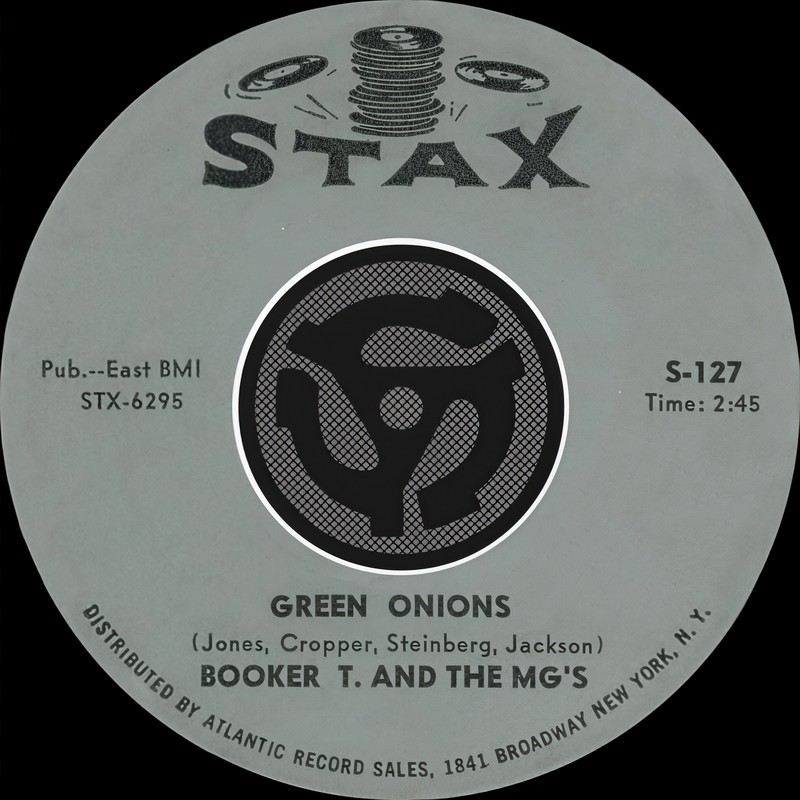 STAX
Pub.--East BMI
STX-6295
S-127
Time: 2:45
GREEN ONIONS
(Jones, Cropper, Steinberg, Jackson)
BOOKER T. AND THE MG'S
DISTRIBUTED BY ATLANTIC RECORD SALES, 1841 BROADWAY NEW YORK, N. Y.